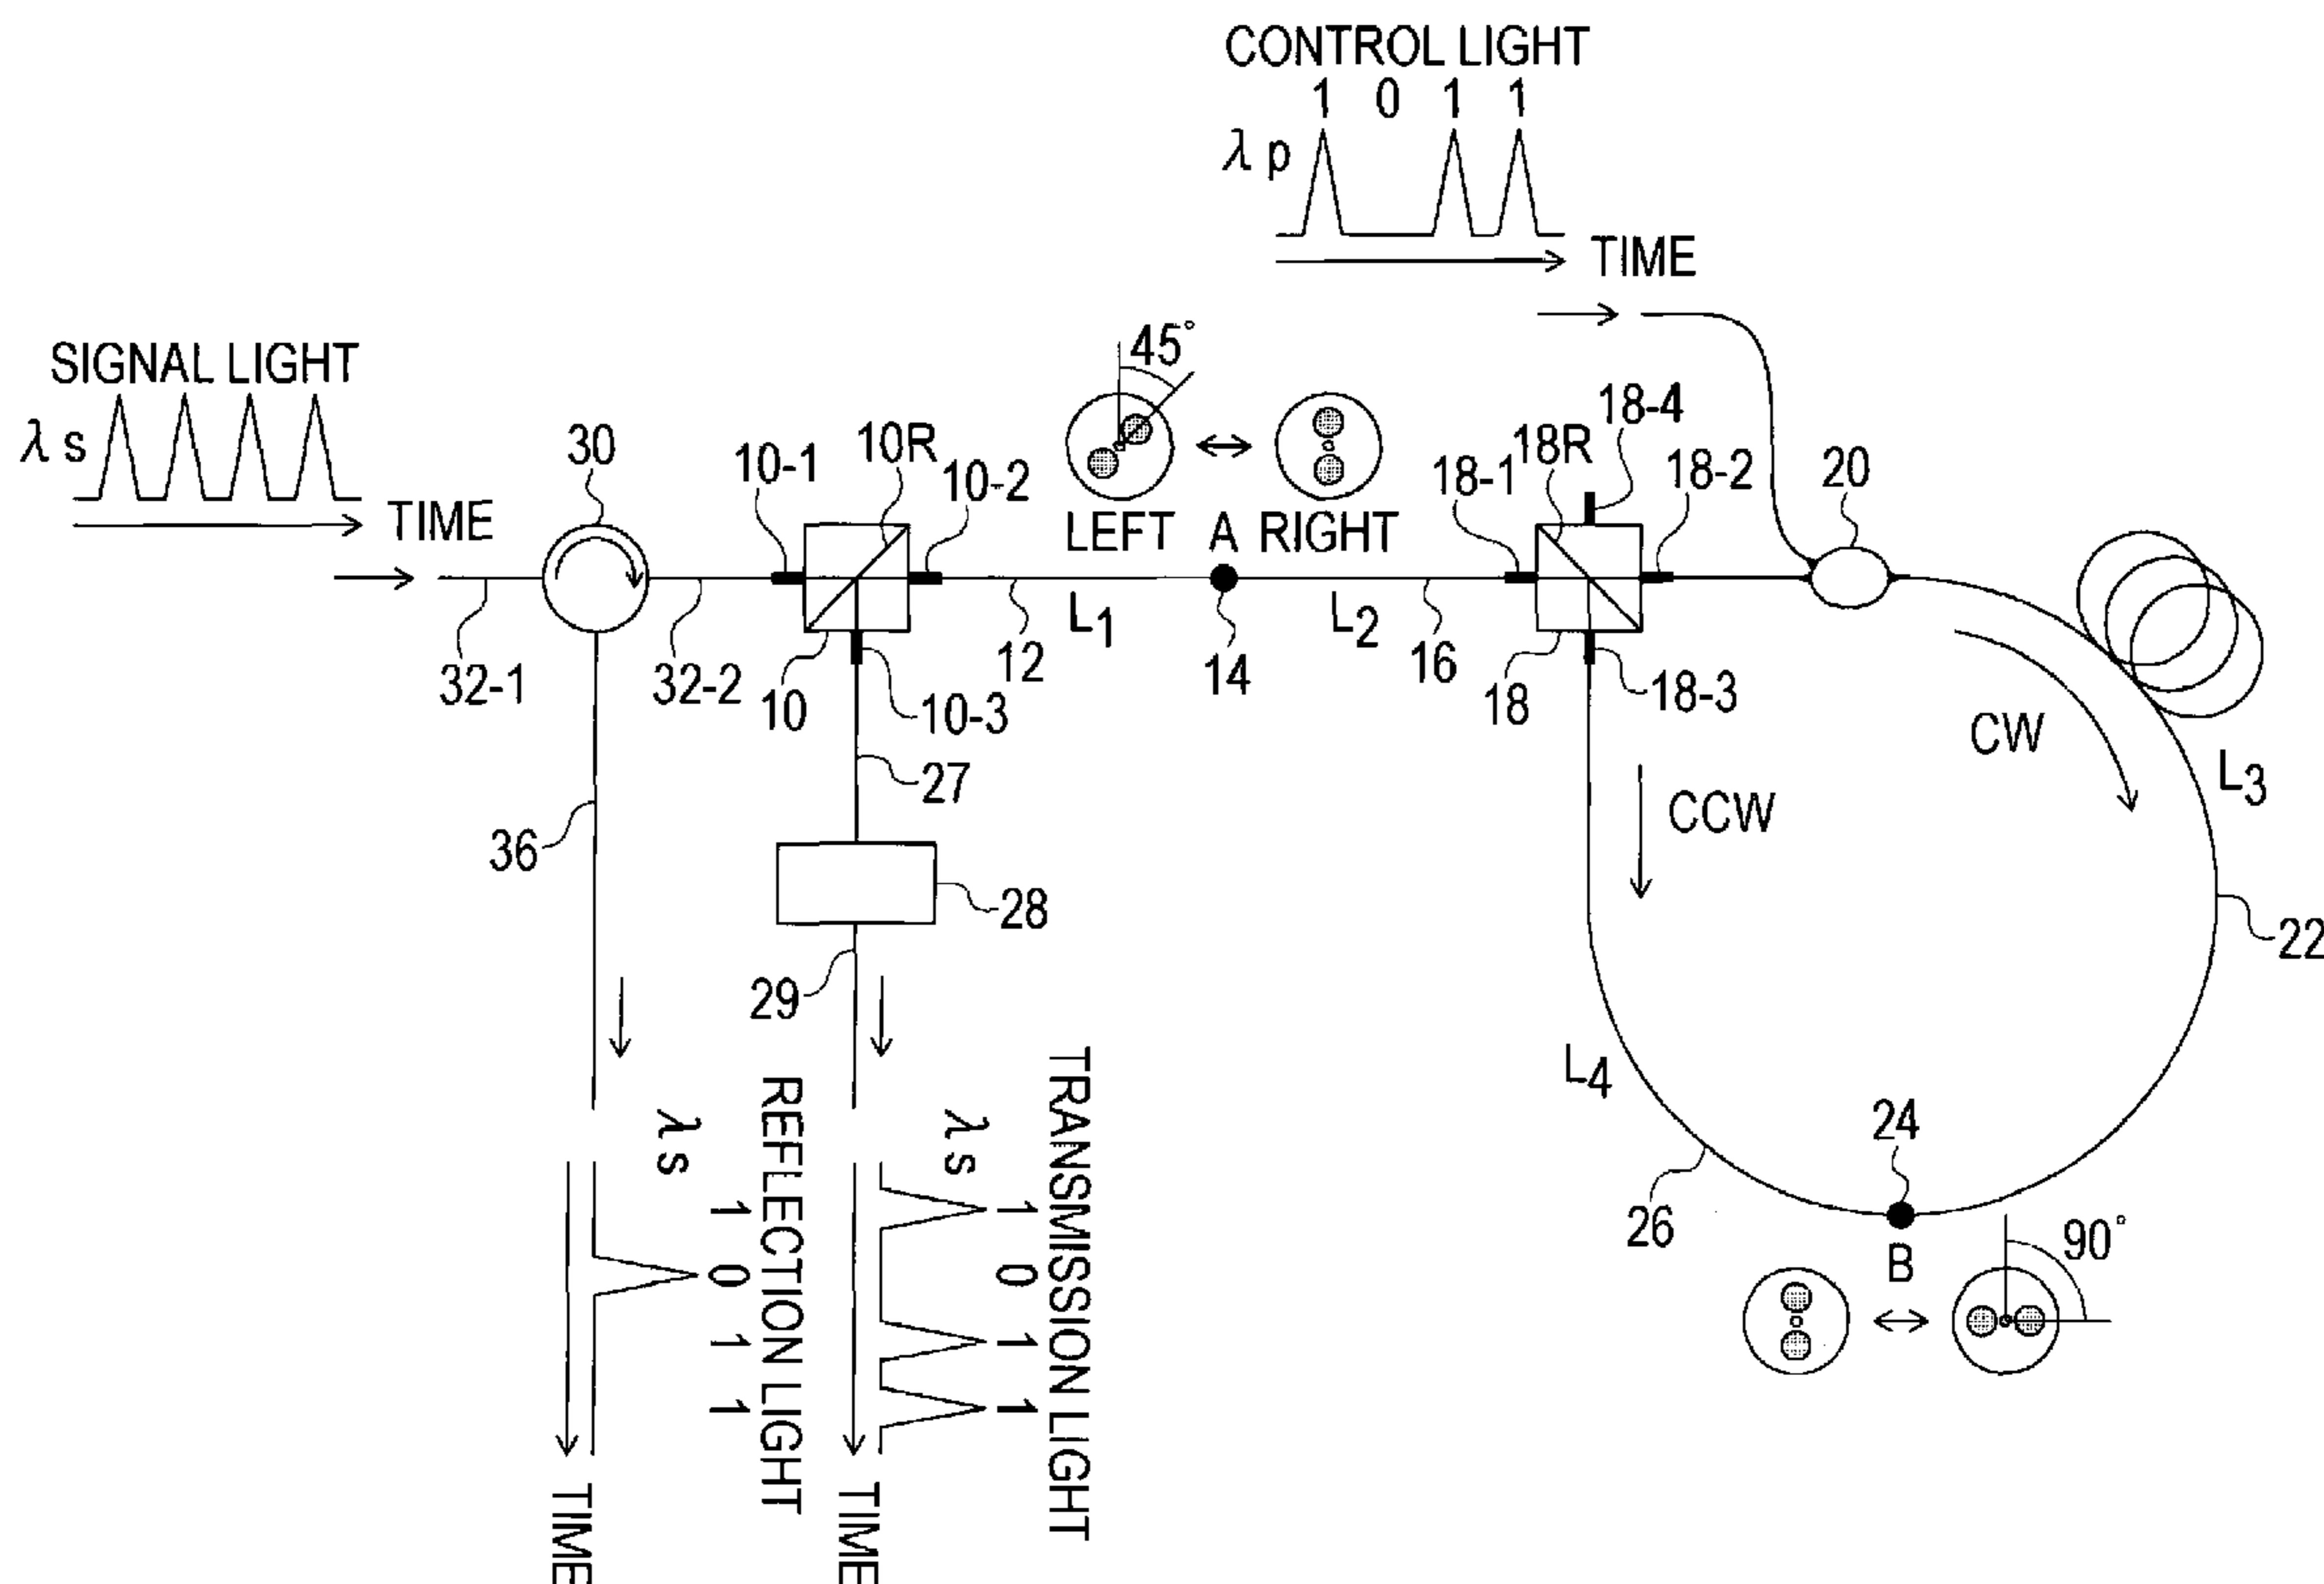 CONTROL LIGHT
1 0 1 1
λp
TIME
SIGNAL LIGHT
λs
TIME
30
10-1
10R
10-2
45°
LEFT A RIGHT
18-1
18R
18-4
18-2
20
32-1
32-2
10
10-3
12
L1
14
L2
16
18
18-3
CW
L3
CCW
27
36
28
22
29
L4
24
26
B
90°
λs
1 0 1 1
REFLECTION LIGHT
TIME
λs
1 0 1 1
TRANSMISSION LIGHT
TIME